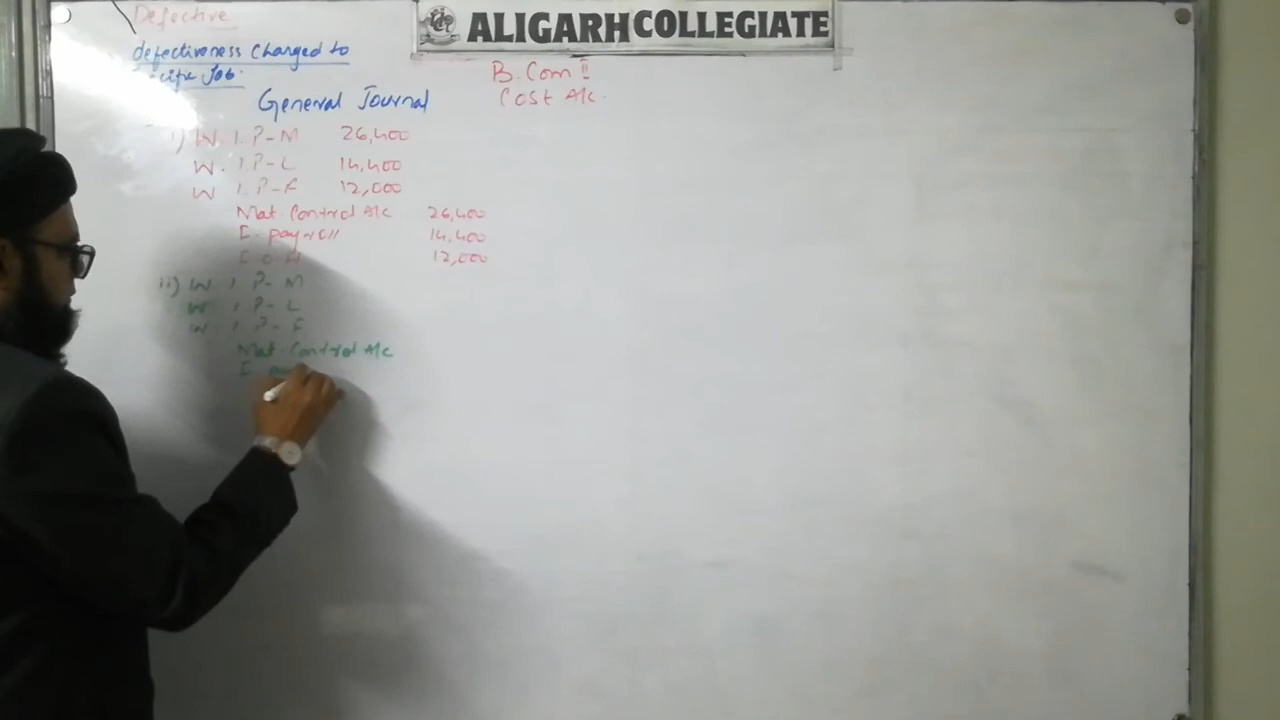 ALIGARH COLLEGIATE
Defective
defectiveness charged to
Job.
B. Com II
Cost A/c.
General Journal
i) W. I. P - M 26,400
W. I. P - L 14,400
W I. P - F 12,000
Mat. Control A/c 26,400
F. payroll 14,400
F O H 12,000
ii) W. I. P - M
W. I. P - L
W. I. P - F
Mat. Control A/c